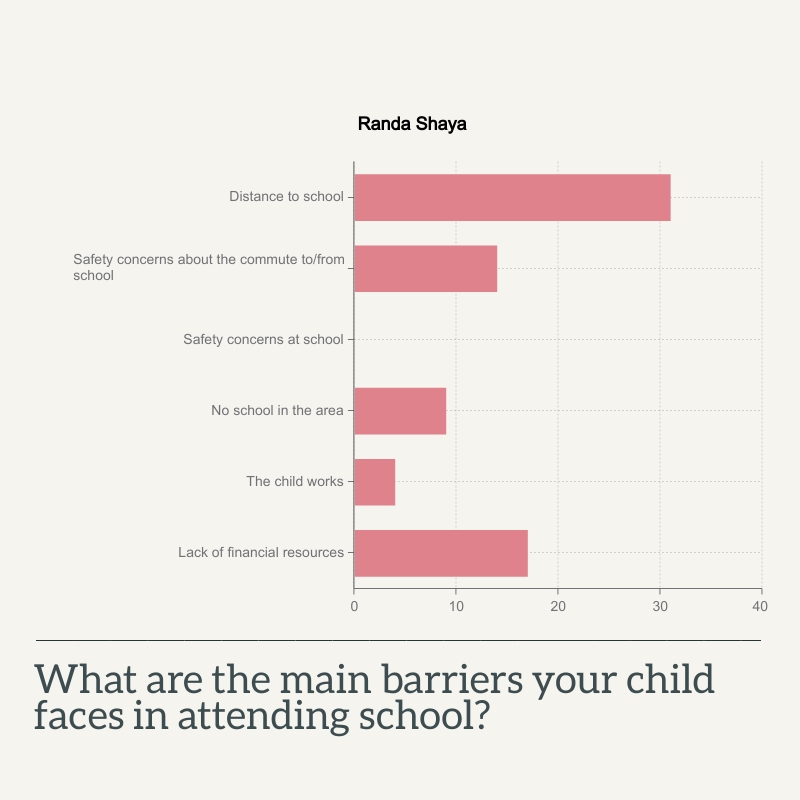 Randa Shaya
Distance to school
Safety concerns about the commute to/from
school
Safety concerns at school
No school in the area
The child works
Lack of financial resources
0 10 20 30 40
What are the main barriers your child
faces in attending school?